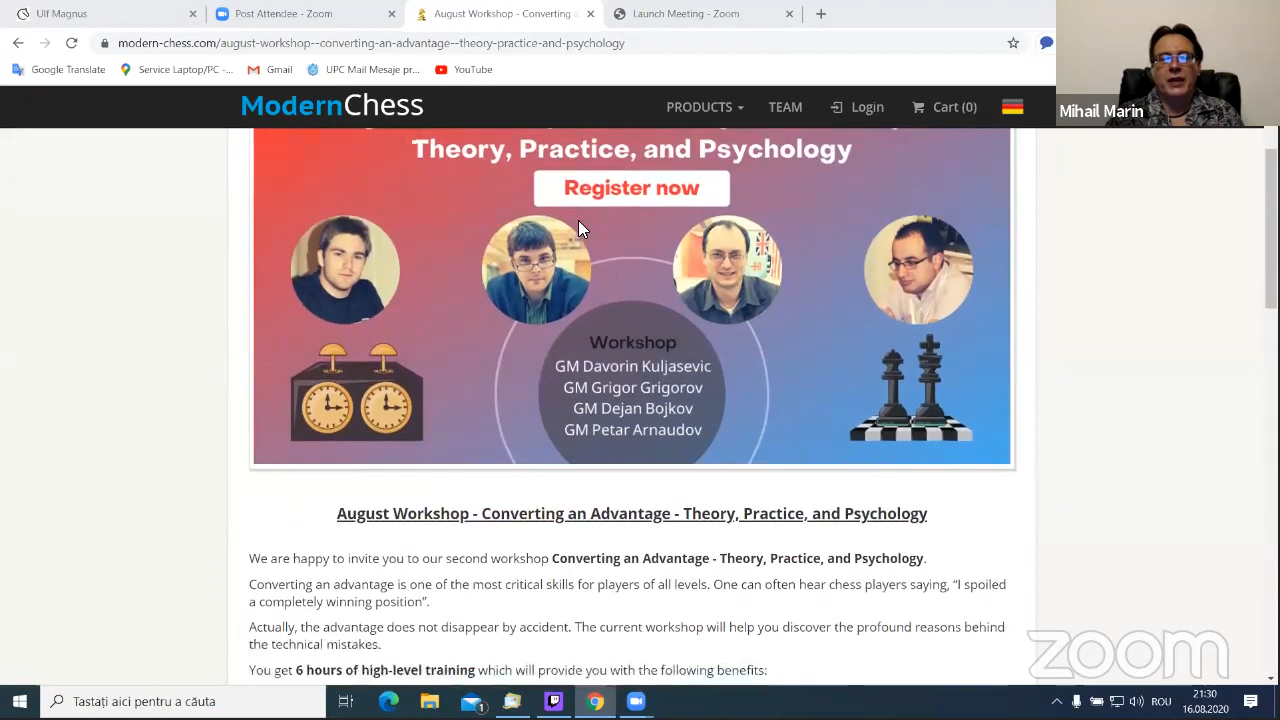 Ulf Magnus
Post Attendee - Zoom
August Workshop - Converting a
Launch Meeting - Zoom
modern-chess.com/august-workshop--converting-an-advantage--theory-practice-and-psychology
Google Translate
Service Laptop/PC -...
Gmail
UPC Mail Mesaje pr...
YouTube
ModernChess
PRODUCTS
TEAM
Login
Cart (0)
Mihail Marin
Theory, Practice, and Psychology
Register now
Workshop
GM Davorin Kuljasevic
GM Grigor Grigorov
GM Dejan Bojkov
GM Petar Arnaudov
August Workshop - Converting an Advantage - Theory, Practice, and Psychology
We are happy to invite you to our second workshop Converting an Advantage - Theory, Practice, and Psychology.
Converting an advantage is one of the most critical skills for players of all levels. One can often hear chess players saying, “I spoiled
a completely winning position”.
Actually, the advantage does not disappear by accident. The current workshop will help you discover the profound reasons behind
the technical mistakes.
You get 6 hours of high-level training which will provide you with the following benefits:
zoom
Tastați aici pentru a căuta
1
ROU
21:30
16.08.2020